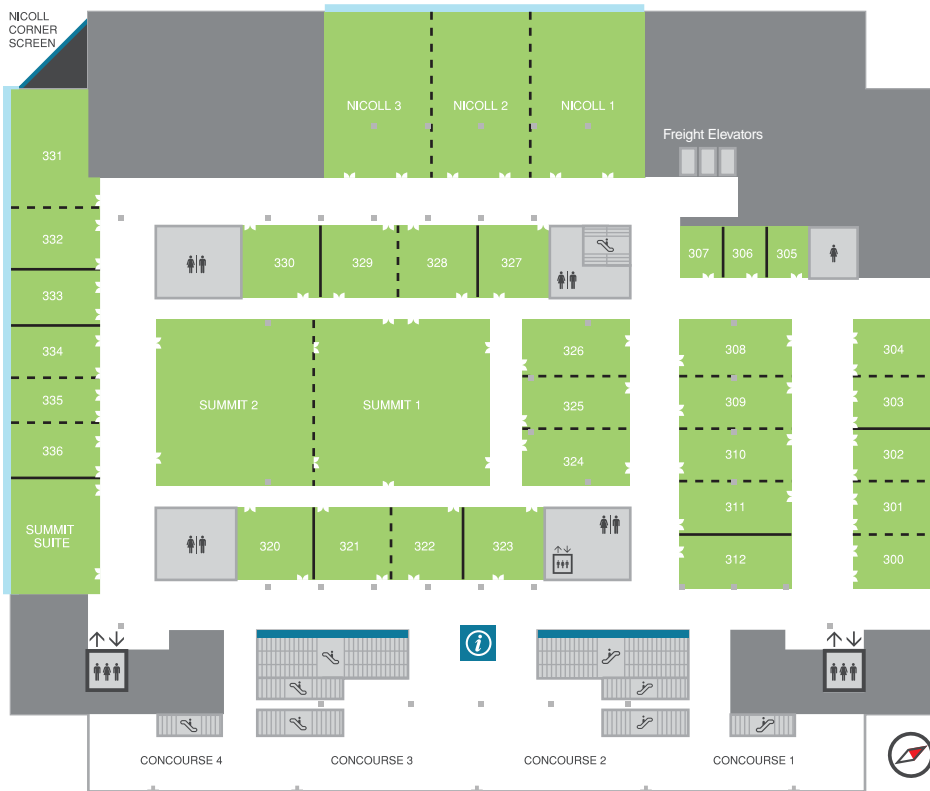 NICOLL
CORNER
SCREEN
NICOLL 3
NICOLL 2
NICOLL 1
Freight Elevators
331
332
333
334
335
336
SUMMIT
SUITE
330
329
328
327
307
306
305
SUMMIT 2
SUMMIT 1
326
325
324
308
309
310
311
312
304
303
302
301
300
320
321
322
323
i
CONCOURSE 4
CONCOURSE 3
CONCOURSE 2
CONCOURSE 1